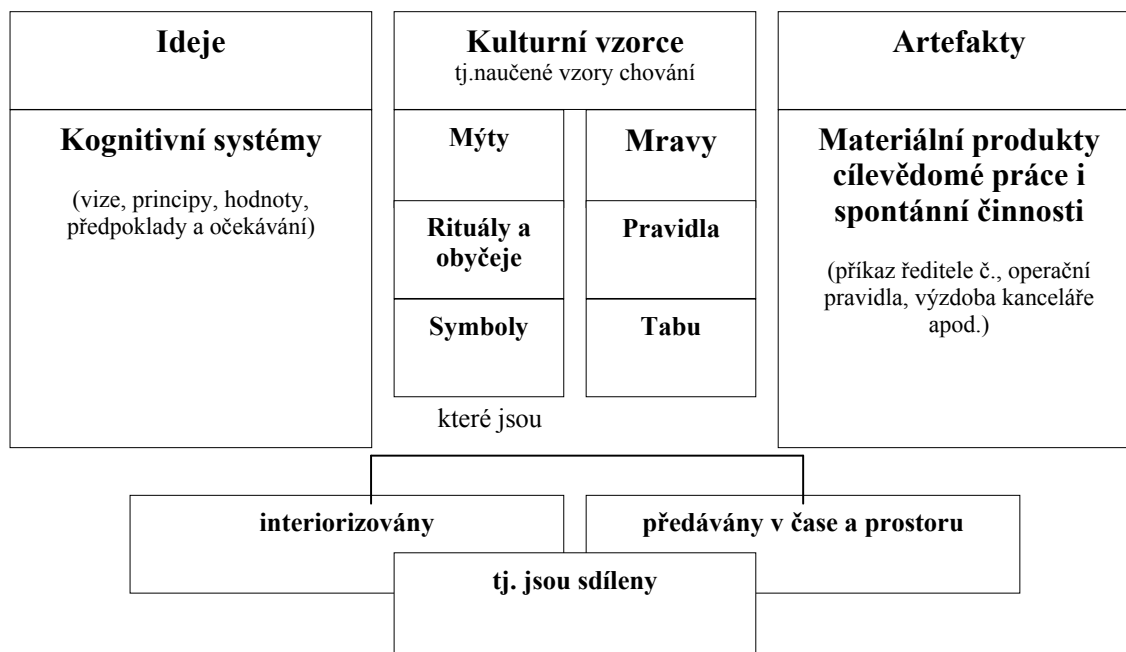 Ideje
Kognitivní systémy
(vize, principy, hodnoty,
předpoklady a očekávání)
Kulturní vzorce
tj.naučené vzory chování
Mýty
Mravy
Rituály a
obyčeje
Pravidla
Symboly
Tabu
které jsou
Artefakty
Materiální produkty
cílevědomé práce i
spontánní činnosti
(příkaz ředitele č., operační
pravidla, výzdoba kanceláře
apod.)
interiorizovány
předávány v čase a prostoru
tj. jsou sdíleny